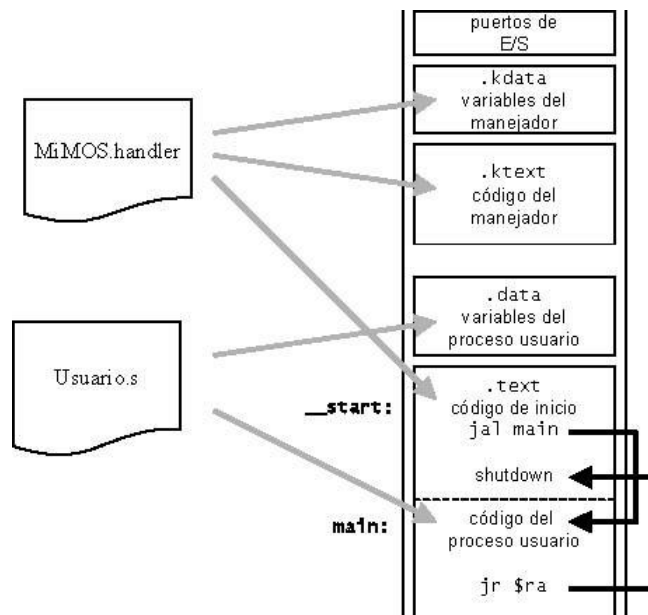 puertos de
E/S
.kdata
variables del
manejador
MiMOS.handler
.ktext
código del
manejador
.data
variables del
proceso usuario
Usuario.s
.text
__start:
código de inicio
jal main
shutdown
main:
código del
proceso usuario
jr $ra